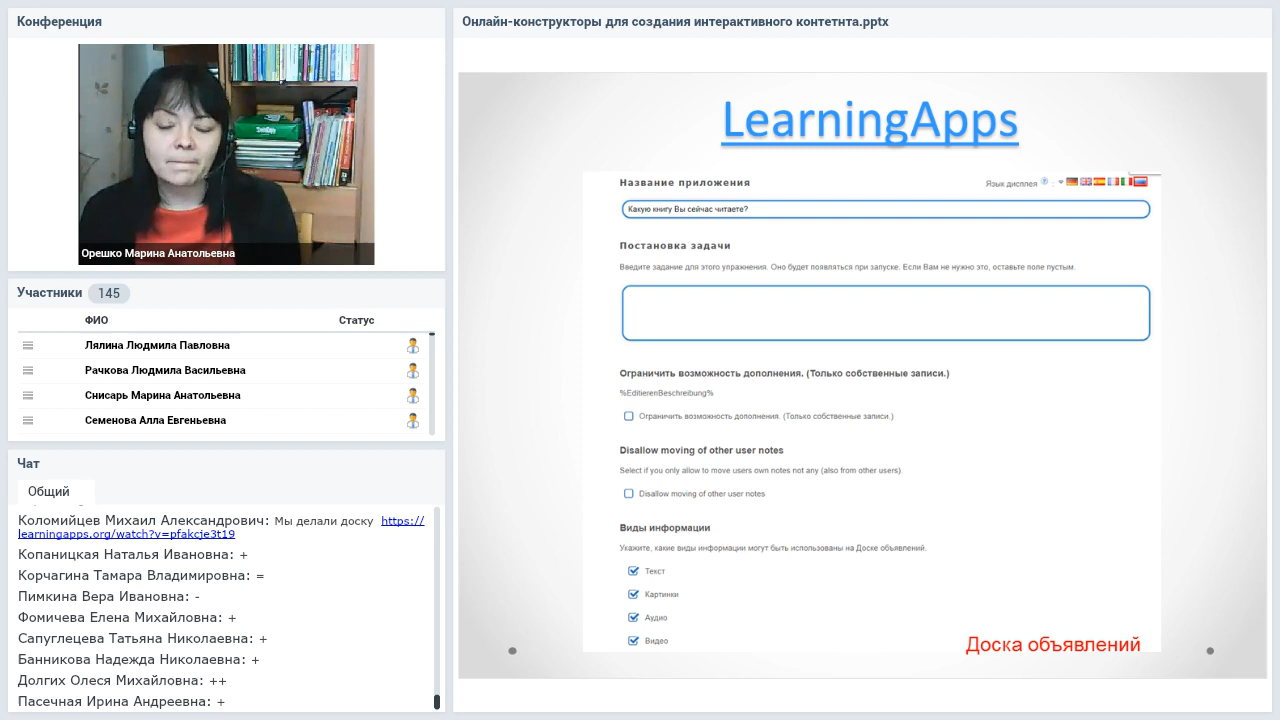 Конференция
Орешко Марина Анатольевна
Участники 145
ФИО Статус
Лялина Людмила Павловна
Рачкова Людмила Васильевна
Снисарь Марина Анатольевна
Семенова Алла Евгеньевна
Чат
Общий
Коломийцев Михаил Александрович: Мы делали доску https://
learningapps.org/watch?v=pfakcje3t19
Копаницкая Наталья Ивановна: +
Корчагина Тамара Владимировна: =
Пимкина Вера Ивановна: -
Фомичева Елена Михайловна: +
Сапуглецева Татьяна Николаевна: +
Банникова Надежда Николаевна: +
Долгих Олеся Михайловна: ++
Пасечная Ирина Андреевна: +
Онлайн-конструкторы для создания интерактивного контетнта.pptx
LearningApps
Название приложения
Язык дисплея ? :
Какую книгу Вы сейчас читаете?
Постановка задачи
Введите задание для этого упражнения. Оно будет появляться при запуске. Если Вам не нужно это, оставьте поле пустым.
Ограничить возможность дополнения. (Только собственные записи.)
%EditierenBeschreibung%
Ограничить возможность дополнения. (Только собственные записи.)
Disallow moving of other user notes
Select if you only allow to move users own notes not any (also from other users).
Disallow moving of other user notes
Виды информации
Укажите, какие виды информации могут быть использованы на Доске объявлений.
Текст
Картинки
Аудио
Видео
Доска объявлений